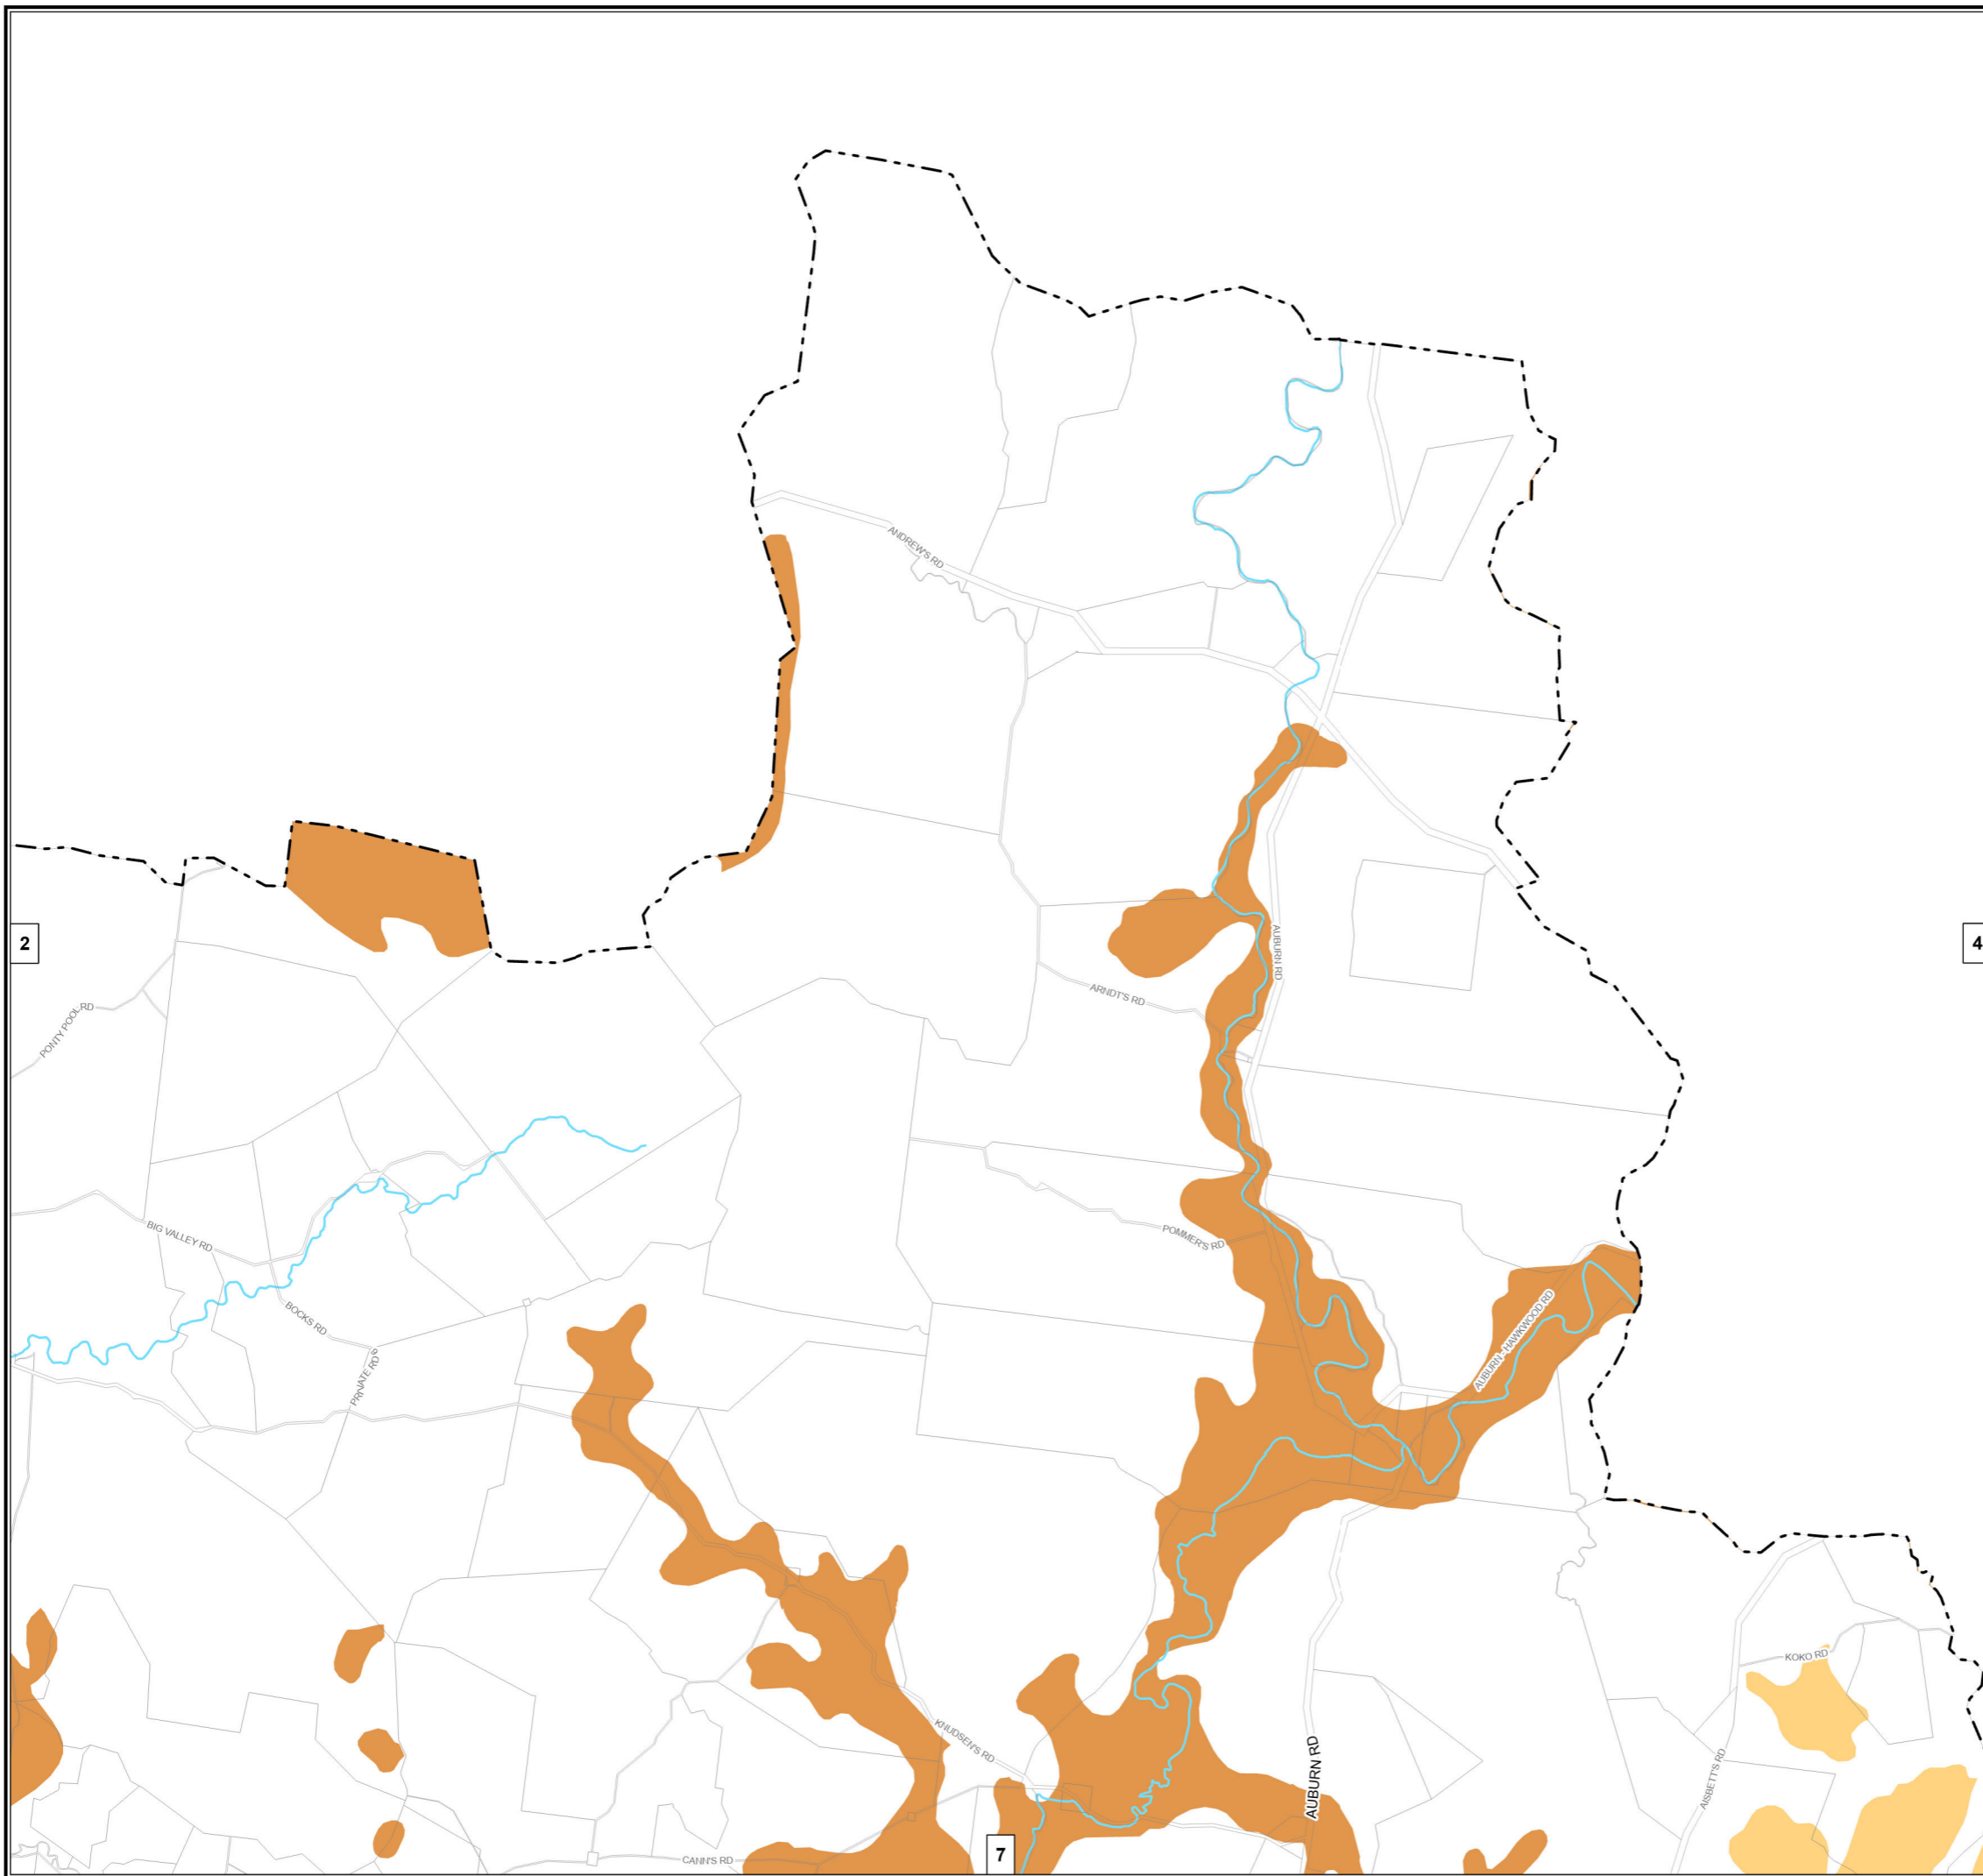 ANDREW'S RD
2
4
AUBURN RD
ARNDT'S RD
PONTY POOL RD
BIG VALLEY RD
POMMER'S RD
BOCKS RD
AUBURN - HAWKWOOD RD
PRIVATE RD 9
KOKO RD
KNUDSEN'S RD
AUBURN RD
AISBETT'S RD
7
CANN'S RD